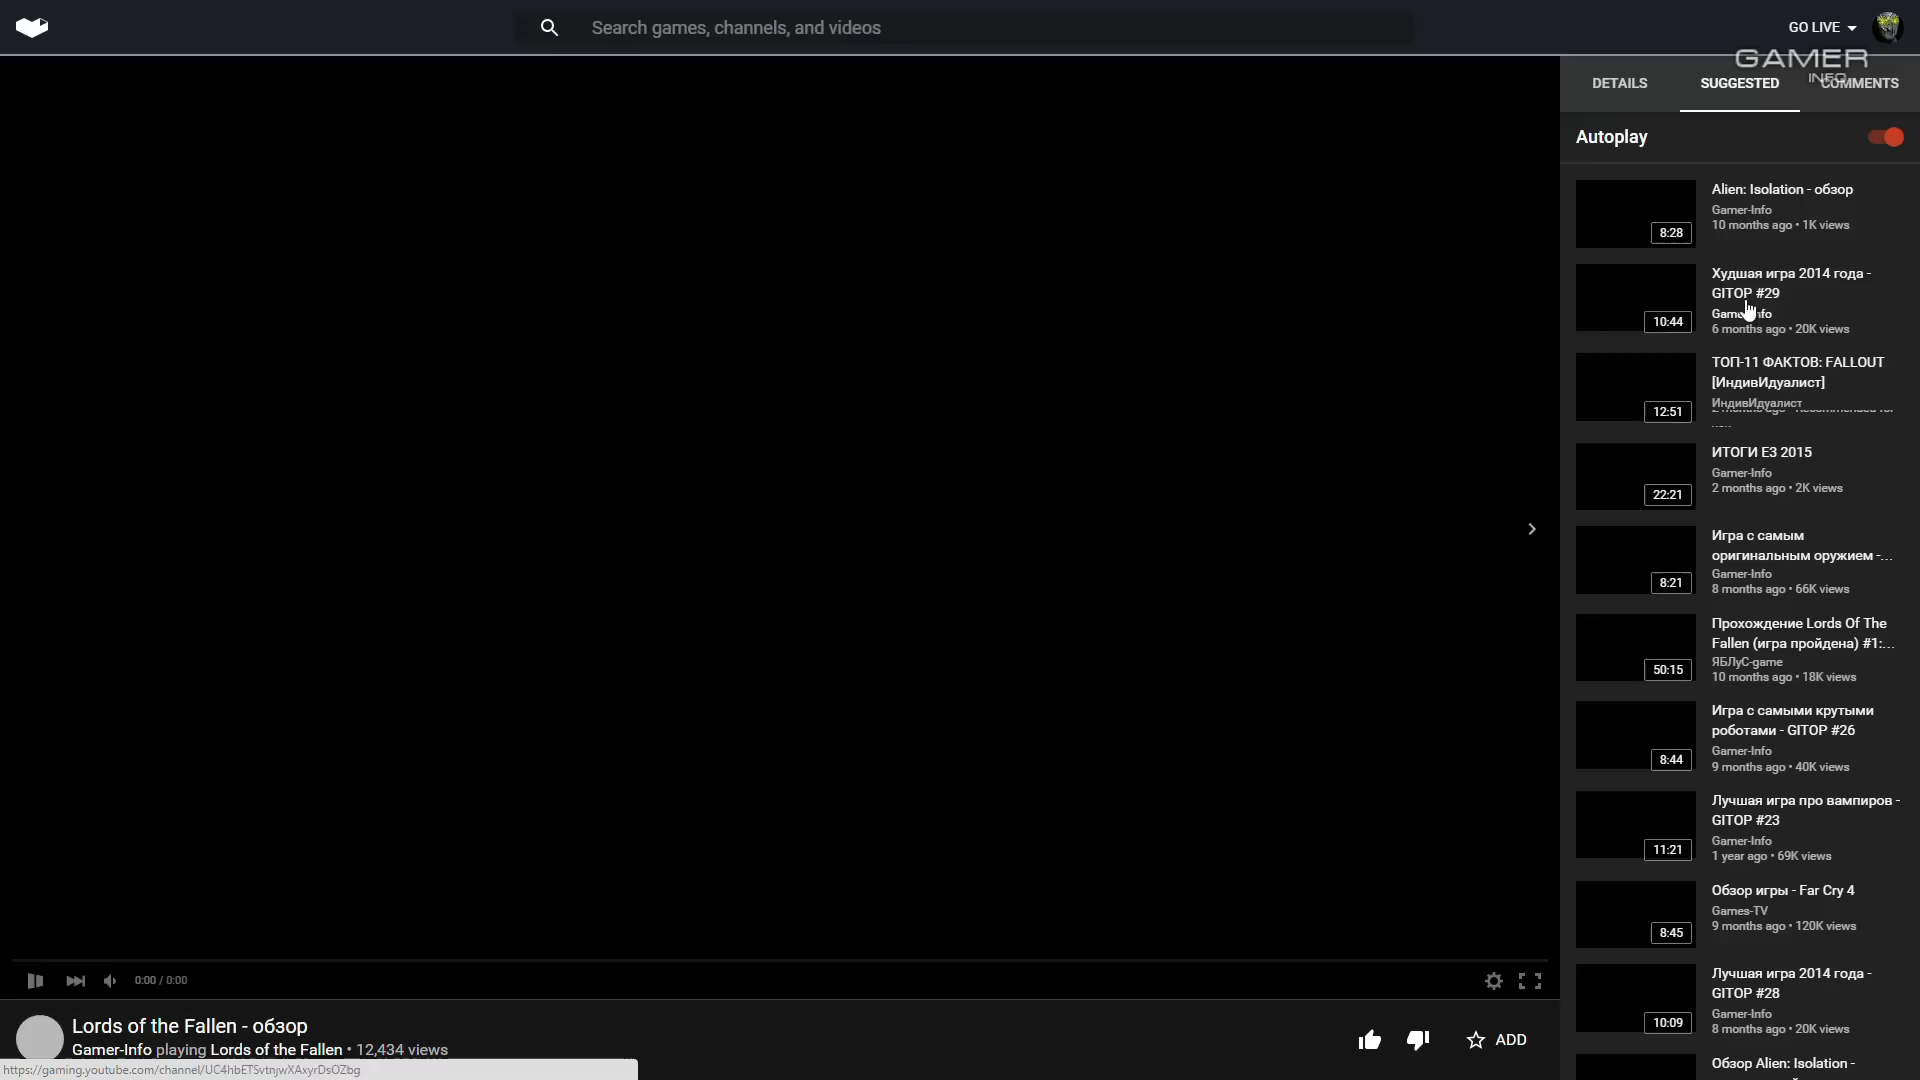 Search games, channels, and videos
GO LIVE
GAMER
INFO
DETAILS
SUGGESTED
COMMENTS
Autoplay
8:28
Alien: Isolation - обзор
Gamer-Info
10 months ago • 1K views
10:44
Худшая игра 2014 года -
GITOP #29
6 months ago • 20K views
12:51
ТОП-11 ФАКТОВ: FALLOUT
[ИндивИдуалист]
ИндивИдуалист
22:21
ИТОГИ E3 2015
Gamer-Info
2 months ago • 2K views
8:21
Игра с самым
оригинальным оружием -...
Gamer-Info
8 months ago • 66K views
50:15
Прохождение Lords Of The
Fallen (игра пройдена) #1:...
ЯБЛуС-game
10 months ago • 18K views
8:44
Игра с самыми крутыми
роботами - GITOP #26
Gamer-Info
9 months ago • 40K views
11:21
Лучшая игра про вампиров -
GITOP #23
Gamer-Info
1 year ago • 69K views
8:45
Обзор игры - Far Cry 4
Games-TV
9 months ago • 120K views
10:09
Лучшая игра 2014 года -
GITOP #28
Gamer-Info
8 months ago • 20K views
Обзор Alien: Isolation -
0:00 / 0:00
Lords of the Fallen - обзор
Gamer-Info playing Lords of the Fallen • 12,434 views
ADD
https://gaming.youtube.com/channel/UC4hbETSvtnjwXAxyrDsOZbg